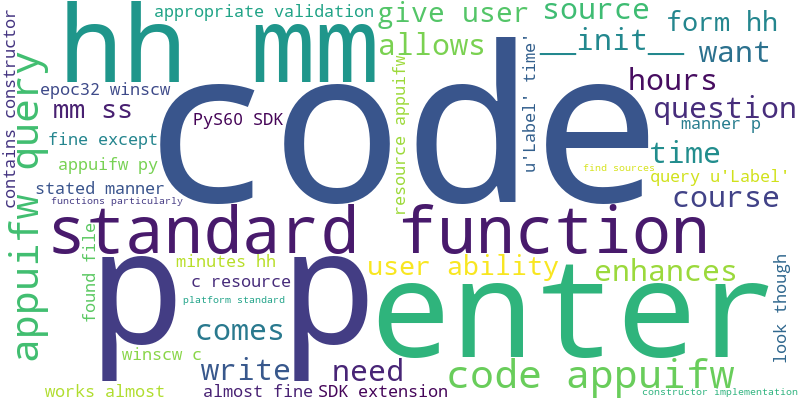 hh mm
appropriate validation
give user
source
form hh
allows
__init__
want
contains constructor
appuifw query
epoc32 winscw
code
hours
mm ss
PyS60 SDK
resource appuifw
u'Label' time'
question
manner p
fine except
time
appuifw py
find sources
query u'Label'
stated manner
course
functions particularly
standard function
found file
minutes hh
p p
user ability
enhances
c resource
enter
look though
platform standard
comes
winscw c
write
need
code appuifw
works almost
almost fine
SDK extension
constructor implementation